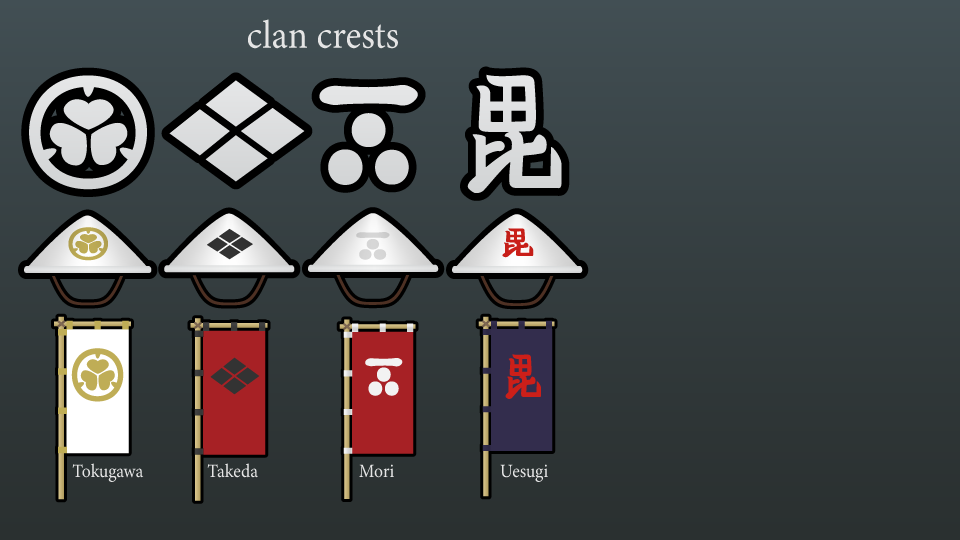 clan crests
毘
毘
毘
Tokugawa
Takeda
Mori
Uesugi